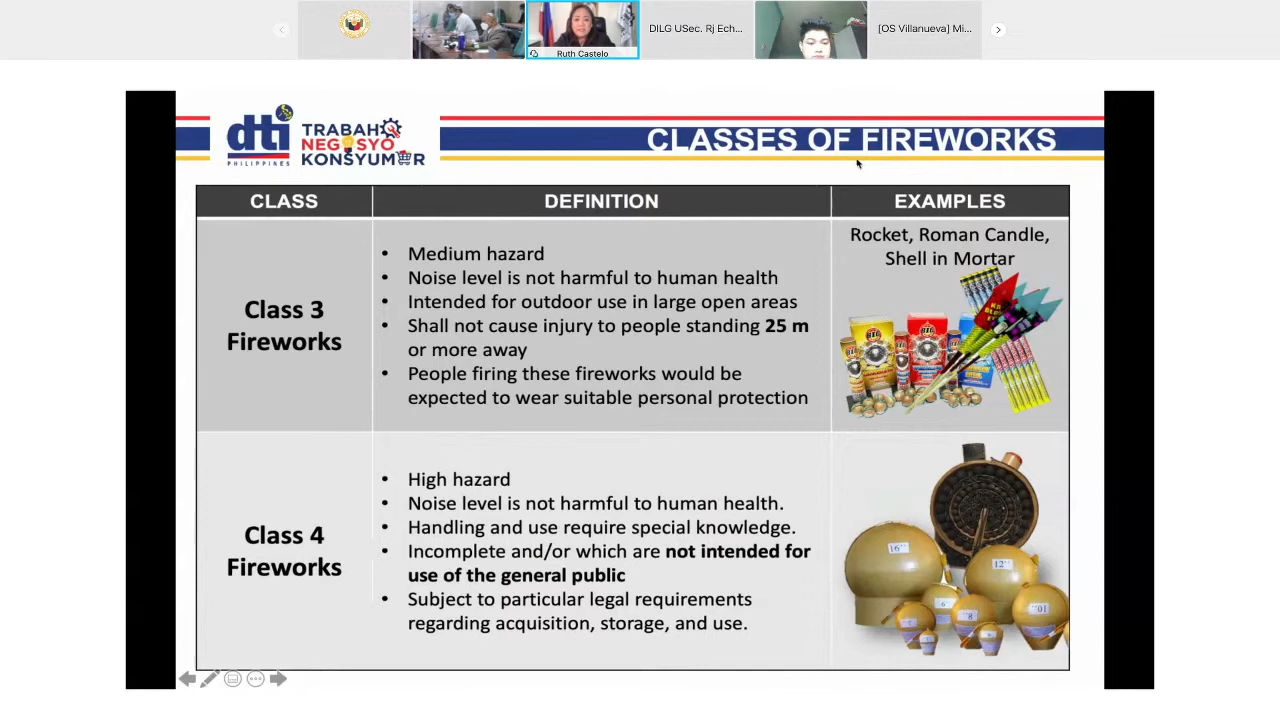 Ruth Castelo
DILG USec. Rj Ech...
[OS Villanueva] Mi...
dti
PHILIPPINES
TRABAHO
NEGOSYO
KONSYUMER
CLASSES OF FIREWORKS
CLASS
DEFINITION
EXAMPLES
Class 3
Fireworks
• Medium hazard
• Noise level is not harmful to human health
• Intended for outdoor use in large open areas
• Shall not cause injury to people standing 25 m
or more away
• People firing these fireworks would be
expected to wear suitable personal protection
Rocket, Roman Candle,
Shell in Mortar
Class 4
Fireworks
• High hazard
• Noise level is not harmful to human health.
• Handling and use require special knowledge.
• Incomplete and/or which are not intended for
use of the general public
• Subject to particular legal requirements
regarding acquisition, storage, and use.
16"
12"
10"
8"
6"